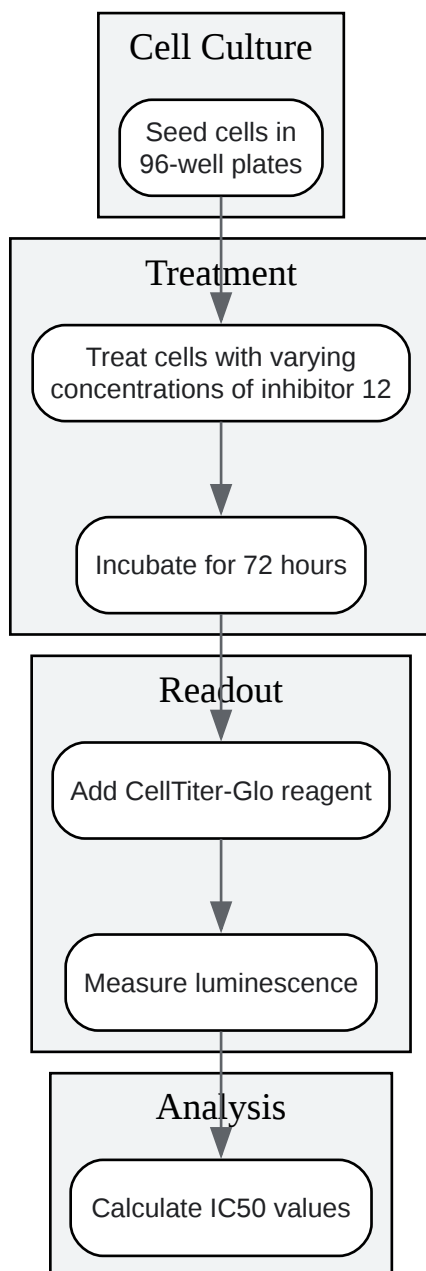 Cell Culture
Seed cells in
96-well plates
Treatment
Treat cells with varying
concentrations of inhibitor 12
Incubate for 72 hours
Readout
Add CellTiter-Glo reagent
Measure luminescence
Analysis
Calculate IC50 values